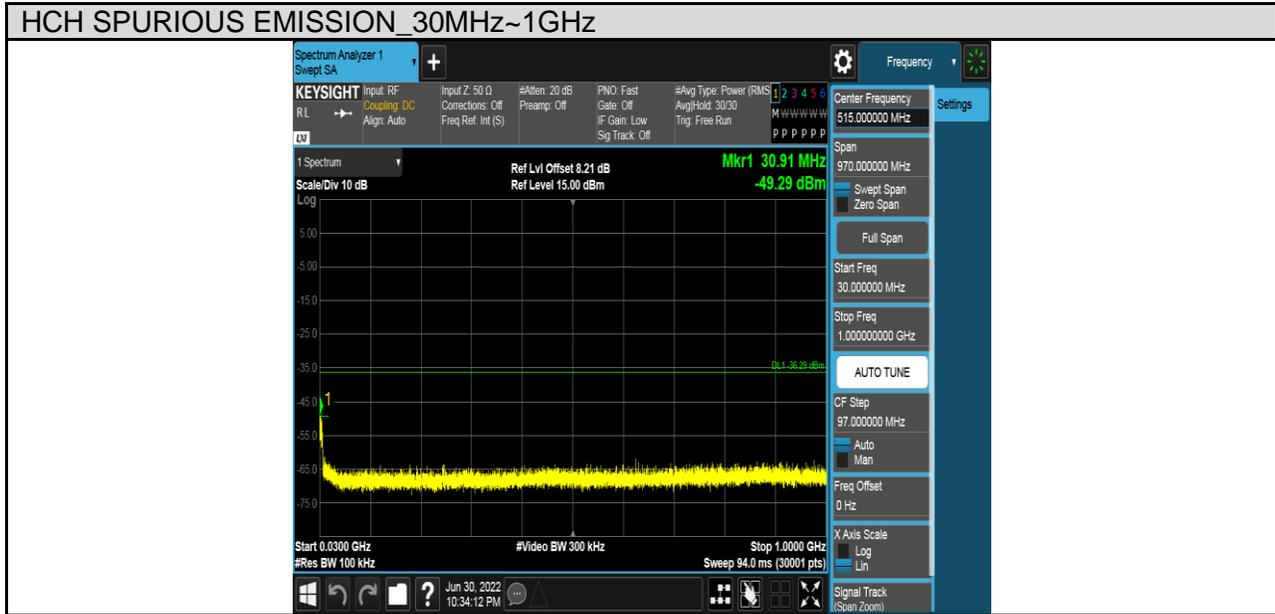 HCH SPURIOUS EMISSION_30MHz~1GHz
Spectrum Analyzer 1
Swept SA
+
Frequency
KEYSIGHT
RL
LXI
Input: RF
Coupling: DC
Align: Auto
Input Z: 50 Ω
Corrections: Off
Freq Ref: Int (S)
#Atten: 20 dB
Preamp: Off
PNO: Fast
Gate: Off
IF Gain: Low
Sig Track: Off
#Avg Type: Power (RMS
Avg|Hold: 30/30
Trig: Free Run
1 2 3 4 5 6
M W W W W W
P P P P P P
1 Spectrum
Scale/Div 10 dB
Log
Ref Lvl Offset 8.21 dB
Ref Level 15.00 dBm
Mkr1 30.91 MHz
-49.29 dBm
5.00
-5.00
-15.0
-25.0
-35.0
DL1 -36.29 dBm
-45.0
1
-55.0
-65.0
-75.0
Start 0.0300 GHz
#Res BW 100 kHz
#Video BW 300 kHz
Stop 1.0000 GHz
Sweep 94.0 ms (30001 pts)
?
Jun 30, 2022
10:34:12 PM
Center Frequency
515.000000 MHz
Settings
Span
970.000000 MHz
Swept Span
Zero Span
Full Span
Start Freq
30.000000 MHz
Stop Freq
1.000000000 GHz
AUTO TUNE
CF Step
97.000000 MHz
Auto
Man
Freq Offset
0 Hz
X Axis Scale
Log
Lin
Signal Track
(Span Zoom)